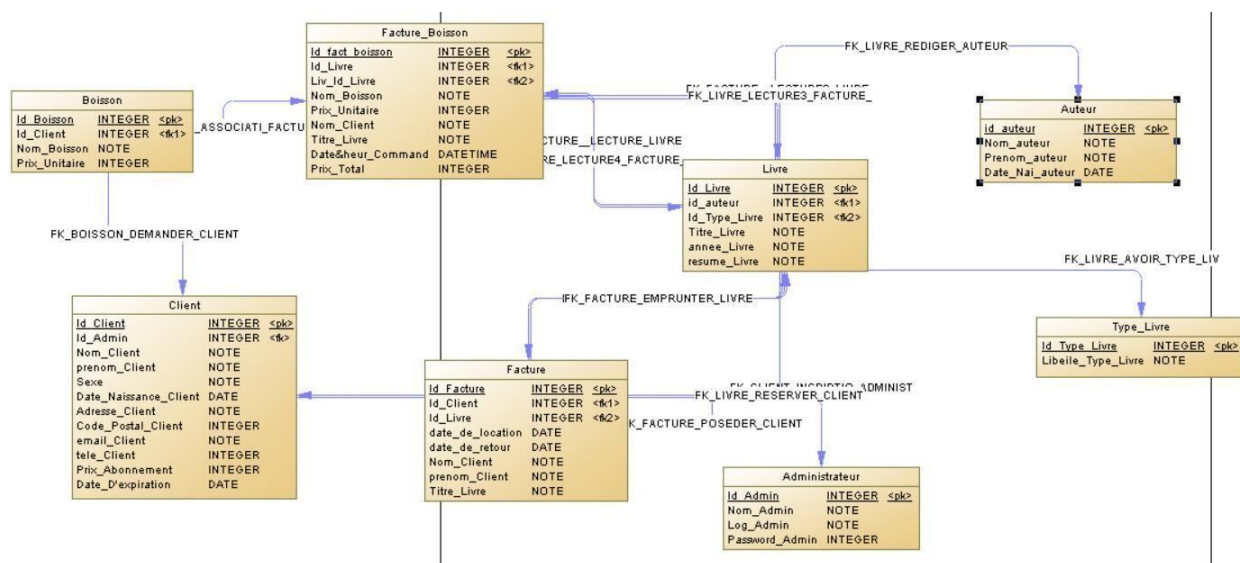 Facture_Boisson
Id_fact_boisson INTEGER <pk>
Id_Livre INTEGER <fk1>
Liv_Id_Livre INTEGER <fk2>
Nom_Boisson NOTE
Prix_Unitaire INTEGER
Nom_Client NOTE
Titre_Livre NOTE
Date&heur_Command DATETIME
Prix_Total INTEGER
FK_LIVRE_REDIGER_AUTEUR
FK_LIVRE_LECTURE3_FACTURE_
Boisson
Id_Boisson INTEGER <pk>
Id_Client INTEGER <fk1>
Nom_Boisson NOTE
Prix_Unitaire INTEGER
_ASSOCIATI_FACTU
Auteur
id_auteur INTEGER <pk>
Nom_auteur NOTE
Prenom_auteur NOTE
Date_Nai_auteur DATE
FACTURE__LECTURE_LIVRE
RE_LECTURE4_FACTURE_
Livre
Id_Livre INTEGER <pk>
id_auteur INTEGER <fk1>
Id_Type_Livre INTEGER <fk2>
Titre_Livre NOTE
annee_Livre NOTE
resume_Livre NOTE
FK_BOISSON_DEMANDER_CLIENT
FK_LIVRE_AVOIR_TYPE_LIV
Client
Id_Client INTEGER <pk>
Id_Admin INTEGER <fk>
Nom_Client NOTE
prenom_Client NOTE
Sexe NOTE
Date_Naissance_Client DATE
Adresse_Client NOTE
Code_Postal_Client INTEGER
email_Client NOTE
tele_Client INTEGER
Prix_Abonnement INTEGER
Date_D'expiration DATE
FK_FACTURE_EMPRUNTER_LIVRE
Type_Livre
Id_Type_Livre INTEGER <pk>
Libeile_Type_Livre NOTE
Facture
Id_Facture INTEGER <pk>
Id_Client INTEGER <fk1>
Id_Livre INTEGER <fk2>
date_de_location DATE
date_de_retour DATE
Nom_Client NOTE
prenom_Client NOTE
Titre_Livre NOTE
FK_CLIENT_INSCRIPTIO_ADMINIST
FK_LIVRE_RESERVER_CLIENT
K_FACTURE_POSEDER_CLIENT
Administrateur
Id_Admin INTEGER <pk>
Nom_Admin NOTE
Log_Admin NOTE
Password_Admin INTEGER